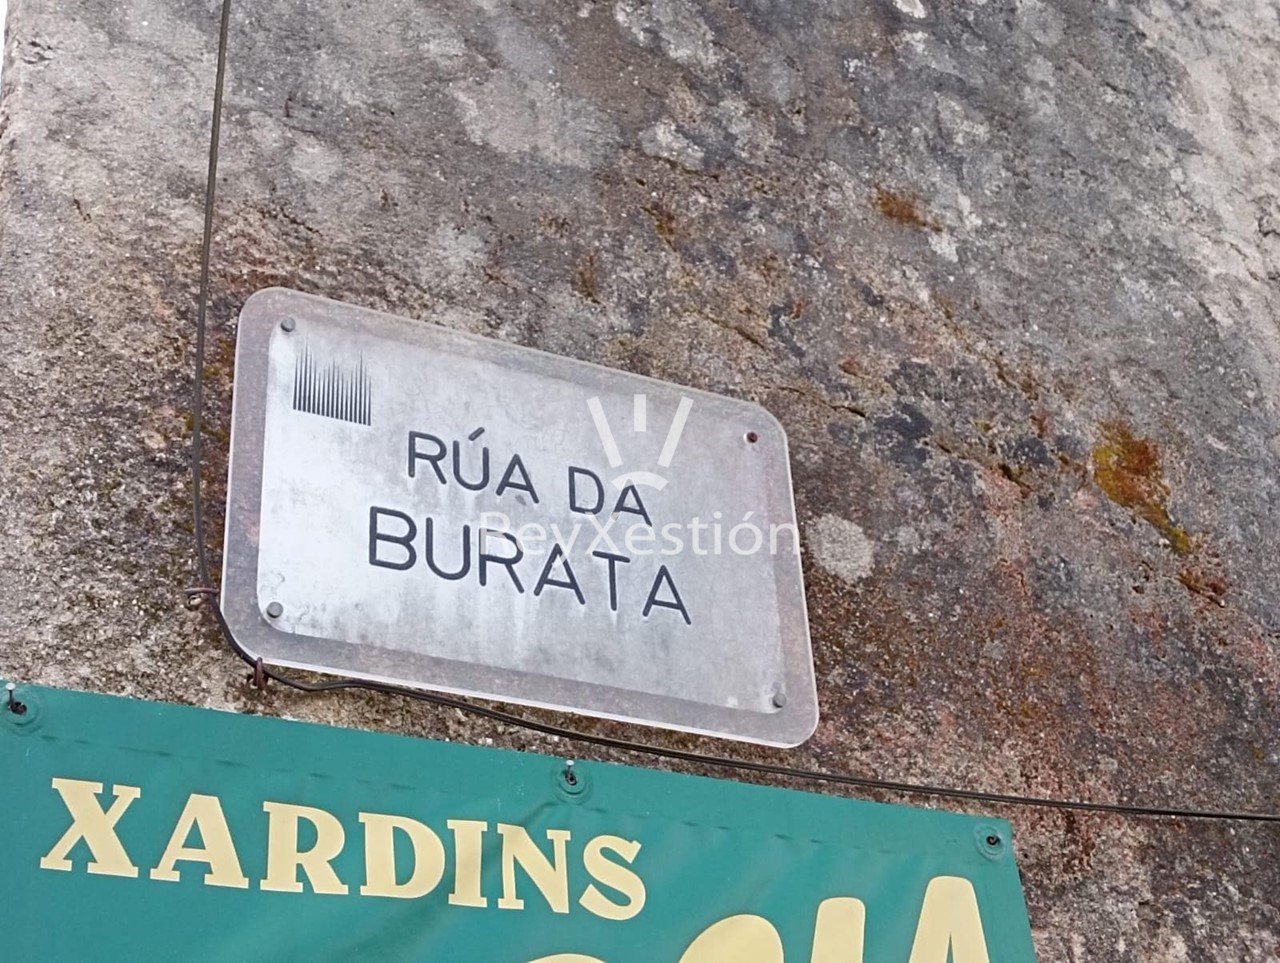 RÚA DA
BURATA
ReyXestión
XARDINS